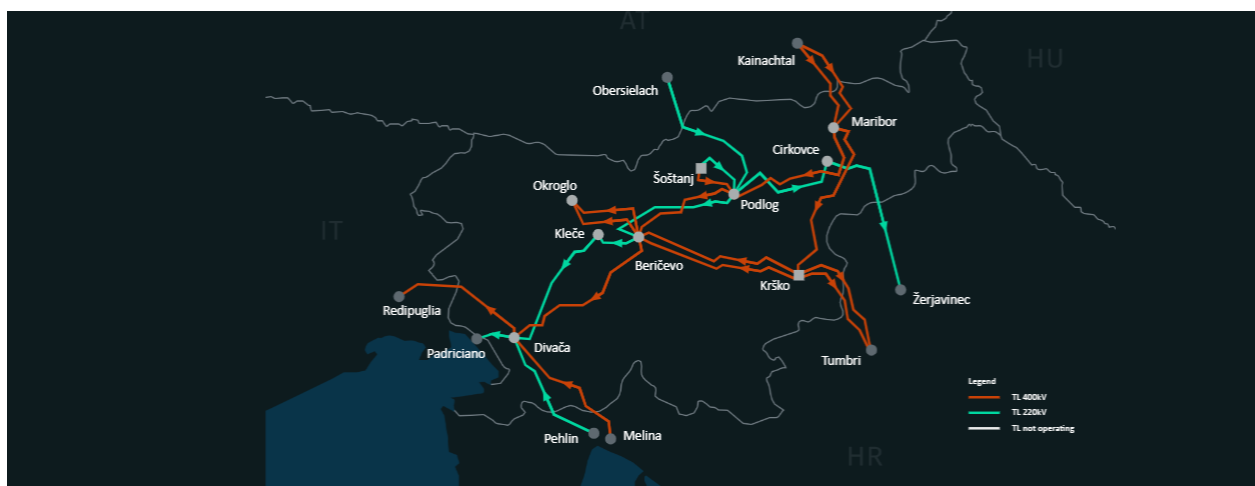 AT
HU
Kainachtal
Obersielach
Maribor
Cirkovce
Šoštanj
Okroglo
Podlog
IT
Kleče
Beričevo
Krško
Žerjavinec
Redipuglia
Padriciano
Divača
Tumbri
Legend
TL 400kV
TL 220kV
TL not operating
Pehlin
Melina
HR